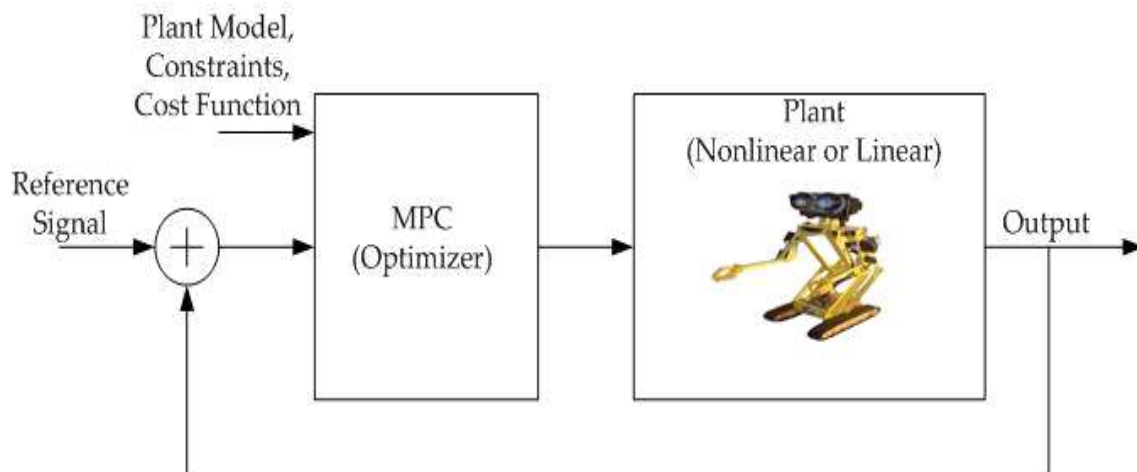 Plant Model,
Constraints,
Cost Function
Reference
Signal
+
MPC
(Optimizer)
Plant
(Nonlinear or Linear)
Output